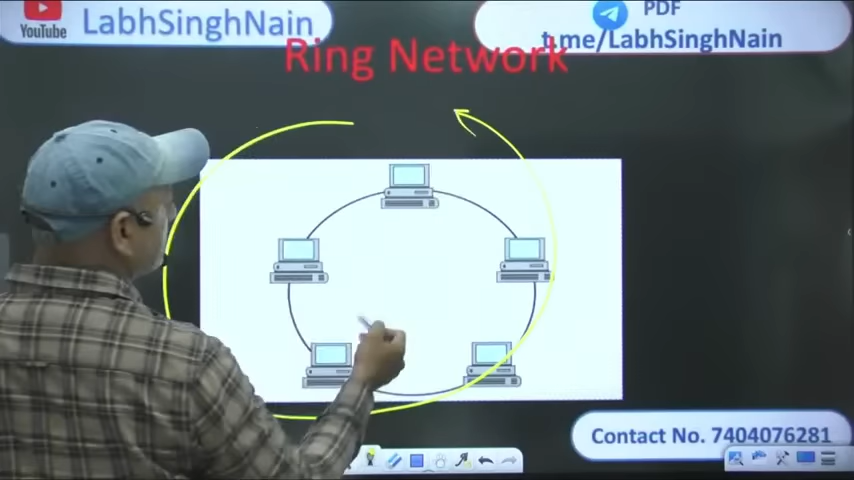 YouTube
LabhSinghNain
PDF
t.me/LabhSinghNain
Ring Network
Contact No. 7404076281